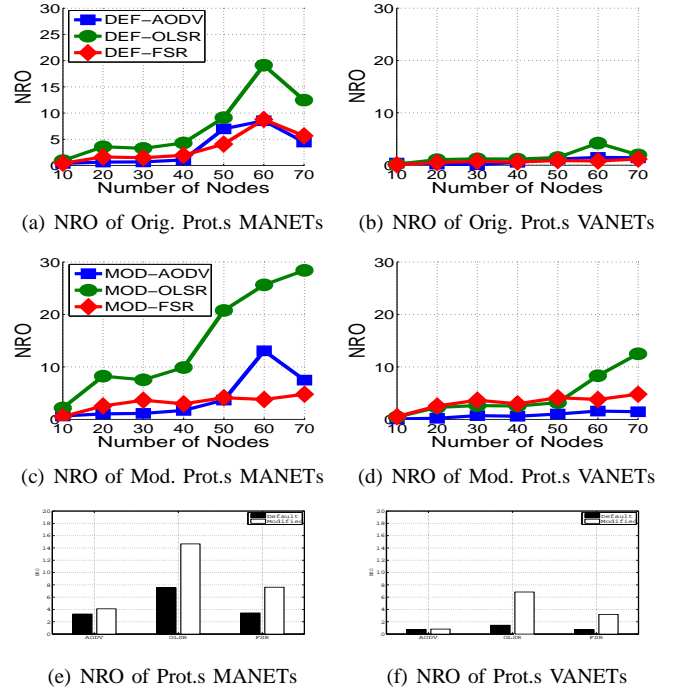 30
25
20
15
10
5
0
NRO
DEF-AODV
DEF-OLSR
DEF-FSR
10 20 30 40 50 60 70
Number of Nodes
(a) NRO of Orig. Prot.s MANETs
30
20
10
0
NRO
10 20 30 40 50 60 70
Number of Nodes
(b) NRO of Orig. Prot.s VANETs
30
20
10
0
NRO
MOD-AODV
MOD-OLSR
MOD-FSR
10 20 30 40 50 60 70
Number of Nodes
(c) NRO of Mod. Prot.s MANETs
30
20
10
0
NRO
10 20 30 40 50 60 70
Number of Nodes
(d) NRO of Mod. Prot.s VANETs
20
18
16
14
12
10
8
6
4
2
0
NRO
Default
Modified
AODV OLSR FSR
(e) NRO of Prot.s MANETs
20
18
16
14
12
10
8
6
4
2
0
NRO
Default
Modified
AODV OLSR FSR
(f) NRO of Prot.s VANETs